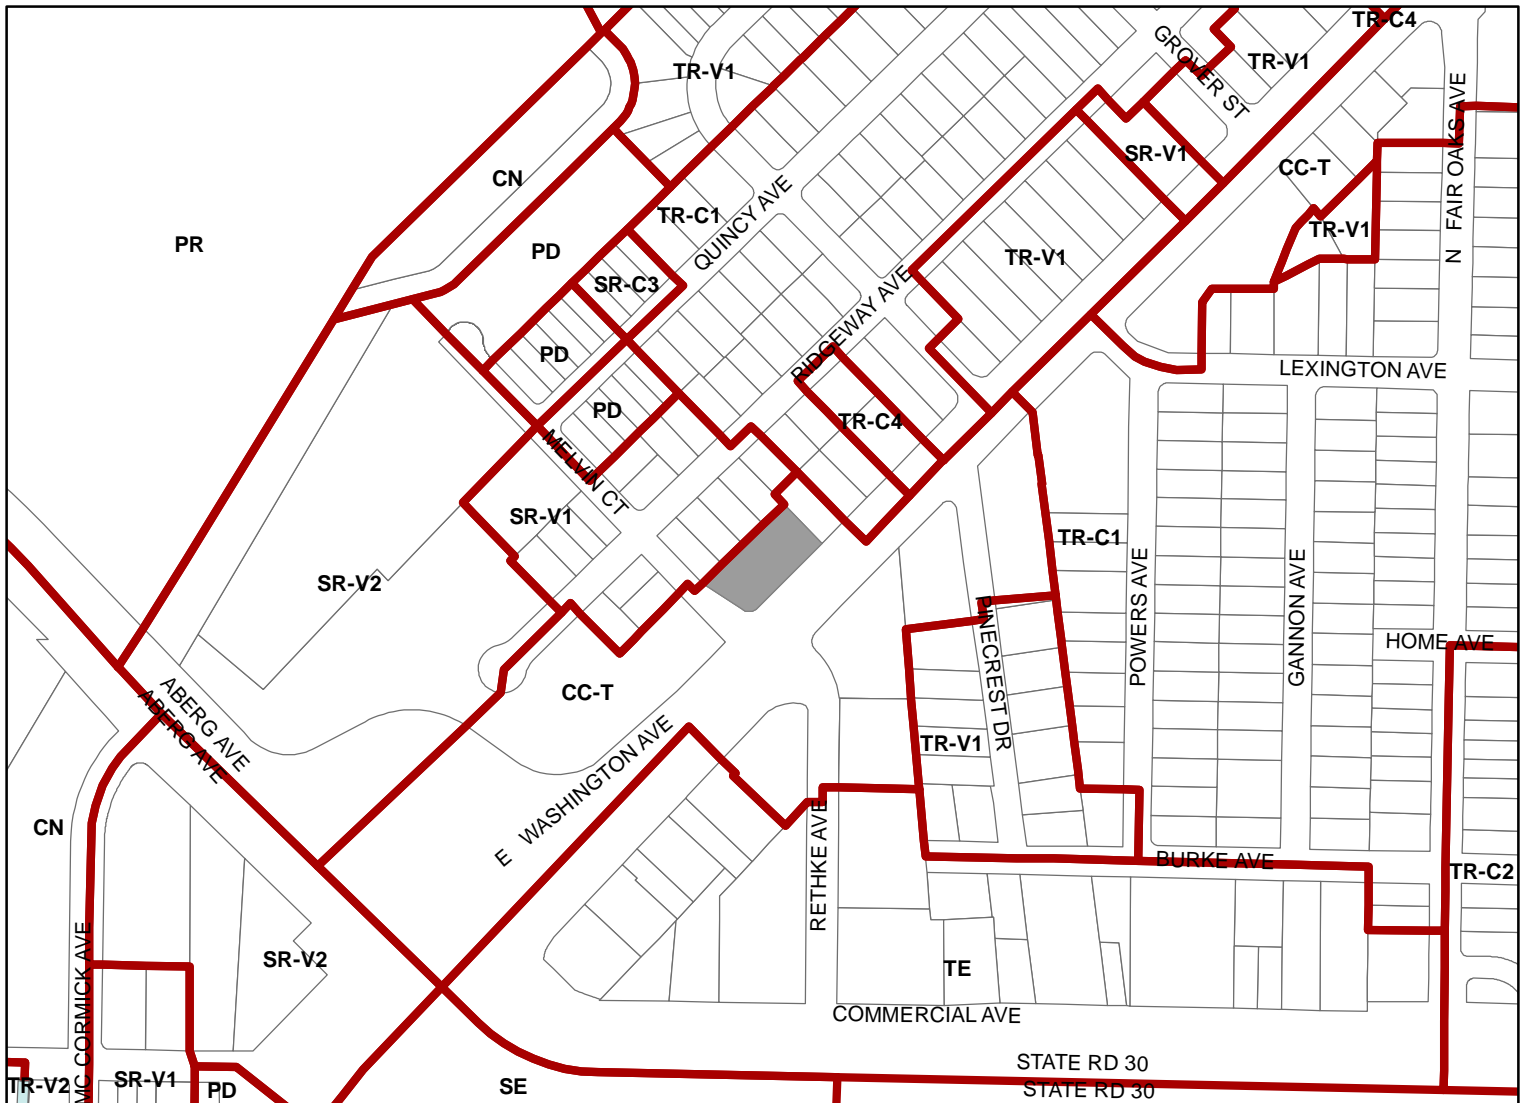 TR-C4
GROVER ST
TR-V1
TR-V1
N FAIR OAKS AVE
SR-V1
CC-T
CN
TR-C1
QUINCY AVE
TR-V1
PR
PD
TR-V1
SR-C3
RIDGEWAY AVE
PD
LEXINGTON AVE
PD
TR-C4
MELVIN CT
SR-V1
TR-C1
POWERS AVE
GANNON AVE
SR-V2
PINECREST DR
HOME AVE
CC-T
ABERG AVE
ABERG AVE
E WASHINGTON AVE
TR-V1
CN
RETHKE AVE
BURKE AVE
TR-C2
MC CORMICK AVE
SR-V2
TE
COMMERCIAL AVE
STATE RD 30
STATE RD 30
TR-V2
SR-V1
PD
SE